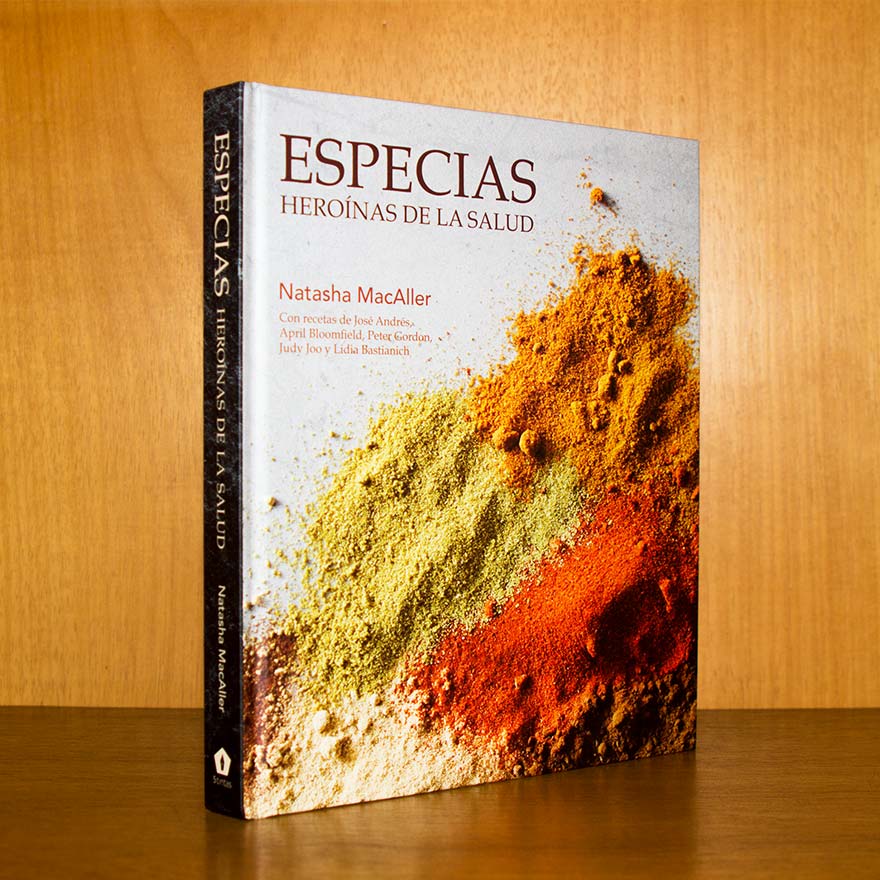 ESPECIAS
HEROÍNAS DE LA SALUD
Natasha MacAller
Con recetas de José Andrés,
April Bloomfield, Peter Gordon,
Judy Joo y Lidia Bastianich
ESPECIAS HEROÍNAS DE LA SALUD
Natasha MacAller